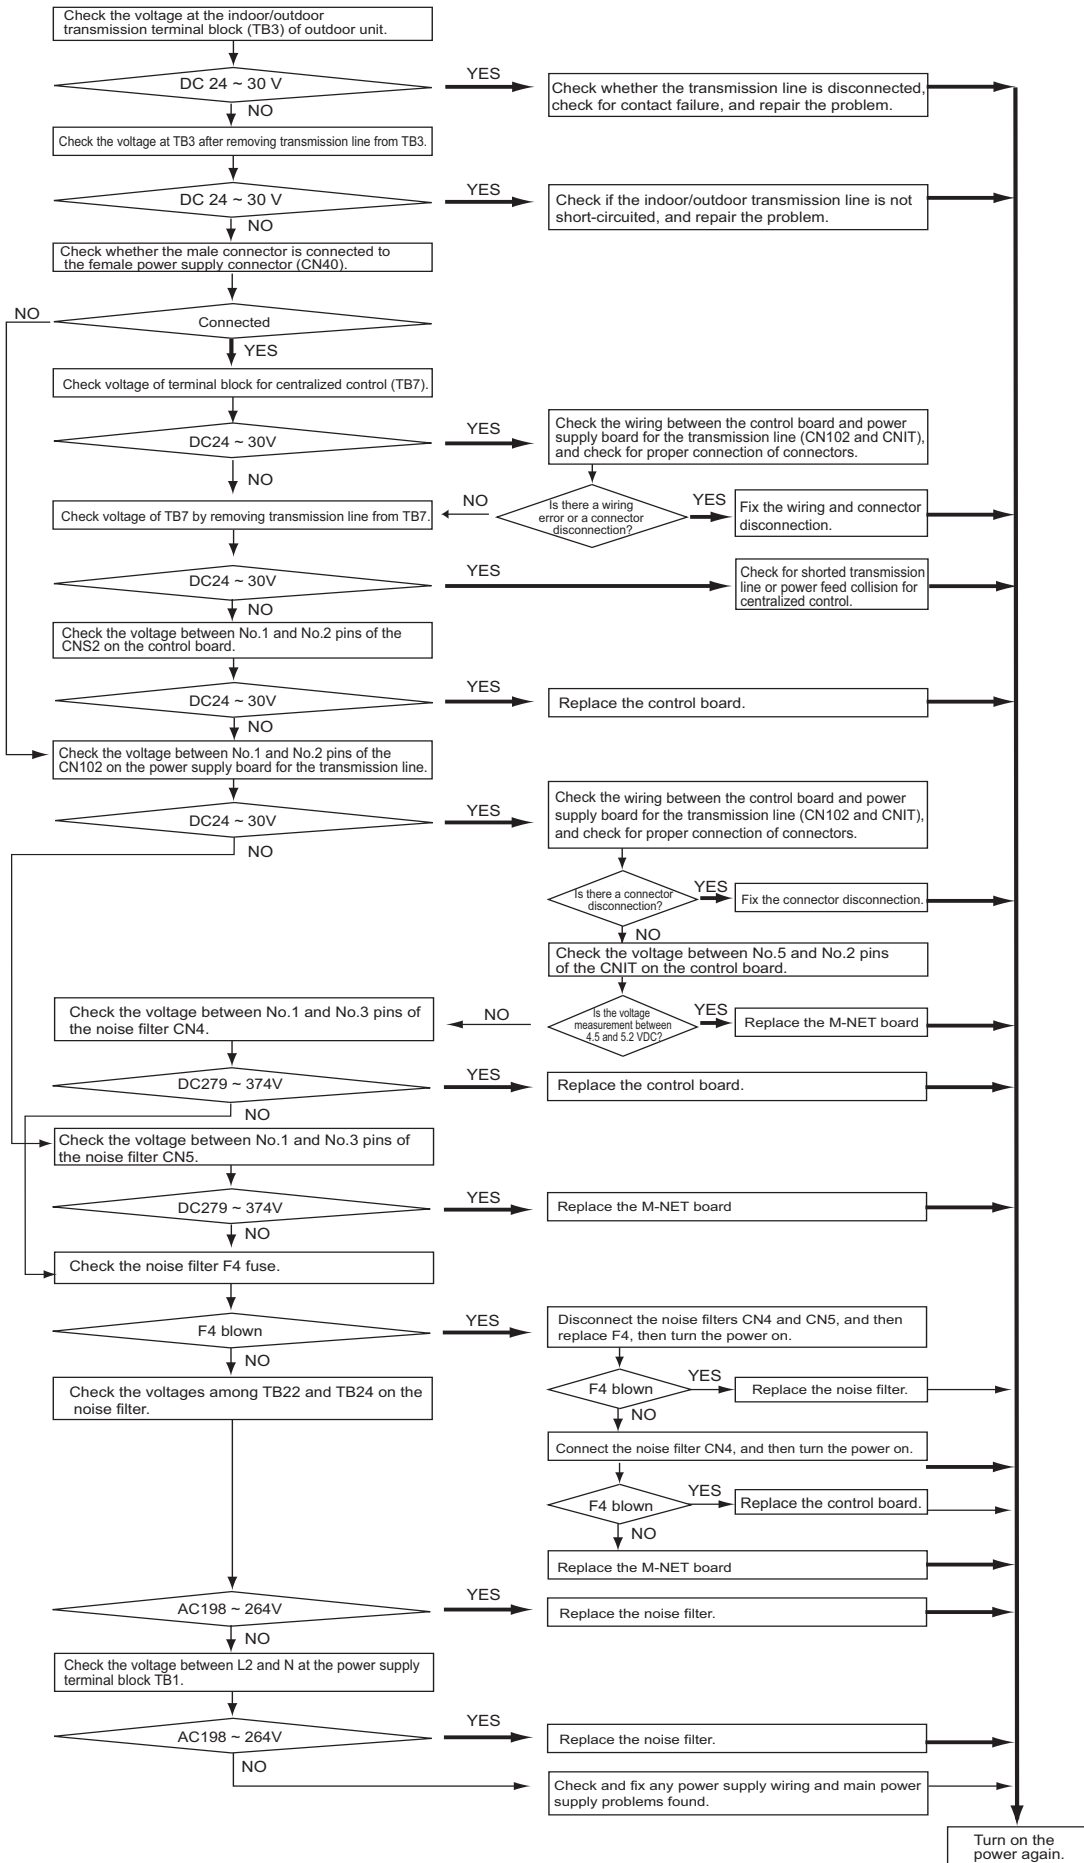 Check the voltage at the indoor/outdoor
transmission terminal block (TB3) of outdoor unit.
DC 24 ~ 30 V
YES
Check whether the transmission line is disconnected,
check for contact failure, and repair the problem.
NO
Check the voltage at TB3 after removing transmission line from TB3.
DC 24 ~ 30 V
YES
Check if the indoor/outdoor transmission line is not
short-circuited, and repair the problem.
NO
Check whether the male connector is connected to
the female power supply connector (CN40).
NO
Connected
YES
Check voltage of terminal block for centralized control (TB7).
DC24 ~ 30V
YES
Check the wiring between the control board and power
supply board for the transmission line (CN102 and CNIT),
and check for proper connection of connectors.
NO
Is there a wiring
error or a connector
disconnection?
NO
YES
Fix the wiring and connector
disconnection.
Check voltage of TB7 by removing transmission line from TB7.
DC24 ~ 30V
YES
Check for shorted transmission
line or power feed collision for
centralized control.
NO
Check the voltage between No.1 and No.2 pins of the
CNS2 on the control board.
DC24 ~ 30V
YES
Replace the control board.
NO
Check the voltage between No.1 and No.2 pins of the
CN102 on the power supply board for the transmission line.
DC24 ~ 30V
YES
Check the wiring between the control board and power
supply board for the transmission line (CN102 and CNIT),
and check for proper connection of connectors.
NO
Is there a connector
disconnection?
YES
Fix the connector disconnection.
NO
Check the voltage between No.5 and No.2 pins
of the CNIT on the control board.
Is the voltage
measurement between
4.5 and 5.2 VDC?
YES
Replace the M-NET board
NO
Check the voltage between No.1 and No.3 pins of
the noise filter CN4.
DC279 ~ 374V
YES
Replace the control board.
NO
Check the voltage between No.1 and No.3 pins of
the noise filter CN5.
DC279 ~ 374V
YES
Replace the M-NET board
NO
Check the noise filter F4 fuse.
F4 blown
YES
Disconnect the noise filters CN4 and CN5, and then
replace F4, then turn the power on.
NO
F4 blown
YES
Replace the noise filter.
NO
Check the voltages among TB22 and TB24 on the
noise filter.
Connect the noise filter CN4, and then turn the power on.
F4 blown
YES
Replace the control board.
NO
Replace the M-NET board
AC198 ~ 264V
YES
Replace the noise filter.
NO
Check the voltage between L2 and N at the power supply
terminal block TB1.
AC198 ~ 264V
YES
Replace the noise filter.
NO
Check and fix any power supply wiring and main power
supply problems found.
Turn on the
power again.